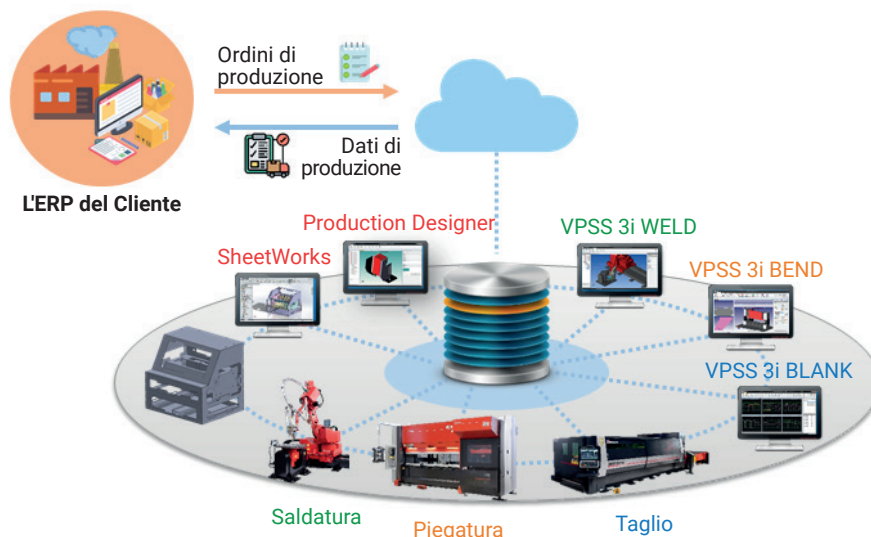 Ordini di
produzione
Dati di
produzione
L'ERP del Cliente
Production Designer
VPSS 3i WELD
SheetWorks
VPSS 3i BEND
VPSS 3i BLANK
Saldatura
Piegatura
Taglio